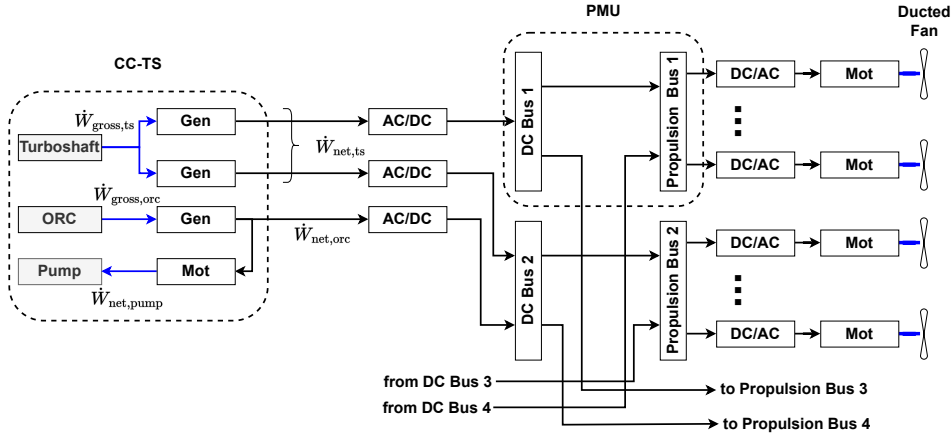 PMU
Ducted
Fan
CC-TS
Ẇgross,ts
Turboshaft
Gen
Gen
Ẇnet,ts
AC/DC
AC/DC
DC Bus 1
Propulsion Bus 1
DC/AC
Mot
DC/AC
Mot
Ẇgross,orc
ORC
Gen
Ẇnet,orc
AC/DC
Pump
Mot
Ẇnet,pump
DC Bus 2
Propulsion Bus 2
DC/AC
Mot
DC/AC
Mot
from DC Bus 3
to Propulsion Bus 3
from DC Bus 4
to Propulsion Bus 4